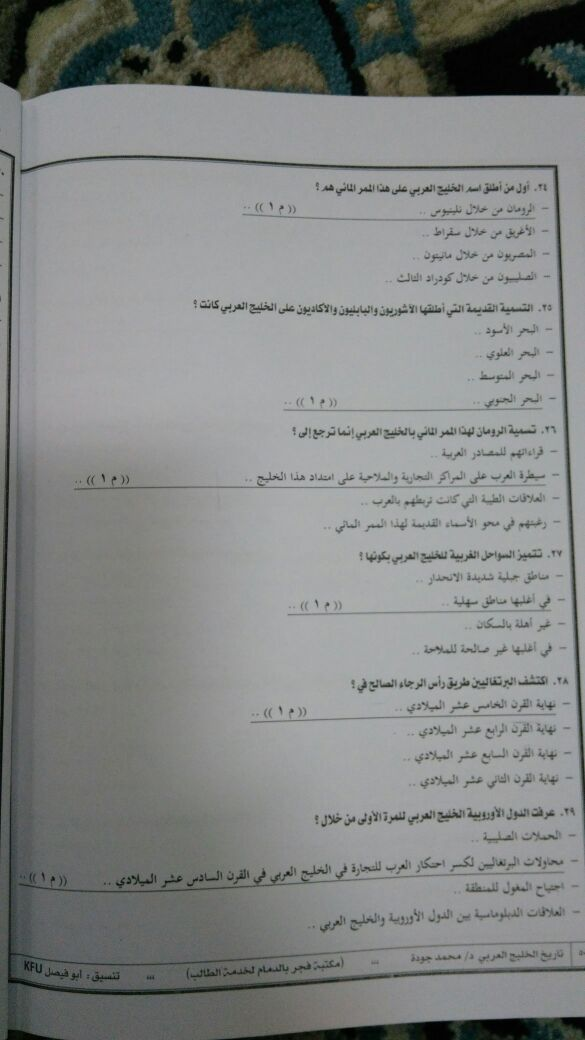 ٢٤. أول من أطلق اسم الخليج العربي على هذا الممر المائي هم ؟
– الرومان من خلال نلينيوس .. (( م ١ )) ..
– الأغريق من خلال سقراط ..
– المصريون من خلال مانيتون ..
– الصليبيون من خلال كودراد الثالث ..
٢٥. التسمية القديمة التي أطلقها الآشوريون والبابليون والأكاديون على الخليج العربي كانت ؟
– البحر الأسود ..
– البحر العلوي ..
– البحر المتوسط ..
– البحر الجنوبي .. (( م ١ )) ..
٢٦. تسمية الرومان لهذا الممر المائي بالخليج العربي إنما ترجع إلى ؟
– قراءاتهم للمصادر العربية ..
– سيطرة العرب على المراكز التجارية والملاحية على امتداد هذا الخليج .. (( م ١ )) ..
– العلاقات الطيبة التي كانت تربطهم بالعرب ..
– رغبتهم في محو الأسماء القديمة لهذا الممر المائي ..
٢٧. تتميز السواحل الغربية للخليج العربي بكونها ؟
– مناطق جبلية شديدة الانحدار ..
– في أغلبها مناطق سهلية .. (( م ١ )) ..
– غير أهلة بالسكان ..
– في أغلبها غير صالحة للملاحة ..
٢٨. اكتشف البرتغاليين طريق رأس الرجاء الصالح في ؟
– نهاية القرن الخامس عشر الميلادي .. (( م ١ )) ..
– نهاية القرن الرابع عشر الميلادي ..
– نهاية القرن السابع عشر الميلادي ..
– نهاية القرن الثاني عشر الميلادي ..
٢٩. عرفت الدول الأوروبية الخليج العربي للمرة الأولى من خلال ؟
– الحملات الصليبية ..
– محاولات البرتغاليين لكسر احتكار العرب للتجارة في الخليج العربي في القرن السادس عشر الميلادي .. (( م ١ )) ..
– اجتياح المغول للمنطقة ..
– العلاقات الدبلوماسية بين الدول الأوروبية والخليج العربي ..
تاريخ الخليج العربي د/ محمد جودة ،،، (مكتبة فجر بالدمام لخدمة الطالب) ،،، تنسيق : أبو فيصل KFU